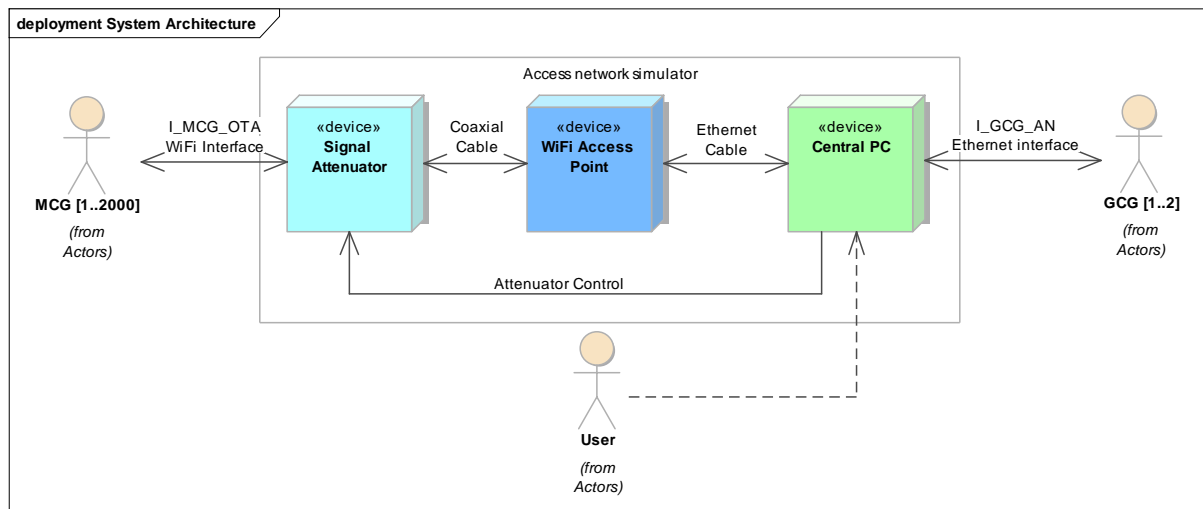 deployment System Architecture
Access network simulator
I_MCG_OTA
WiFi Interface
«device»
Signal
Attenuator
Coaxial
Cable
«device»
WiFi Access
Point
Ethernet
Cable
«device»
Central PC
I_GCG_AN
Ethernet interface
MCG [1..2000]
(from
Actors)
GCG [1..2]
(from
Actors)
Attenuator Control
User
(from
Actors)